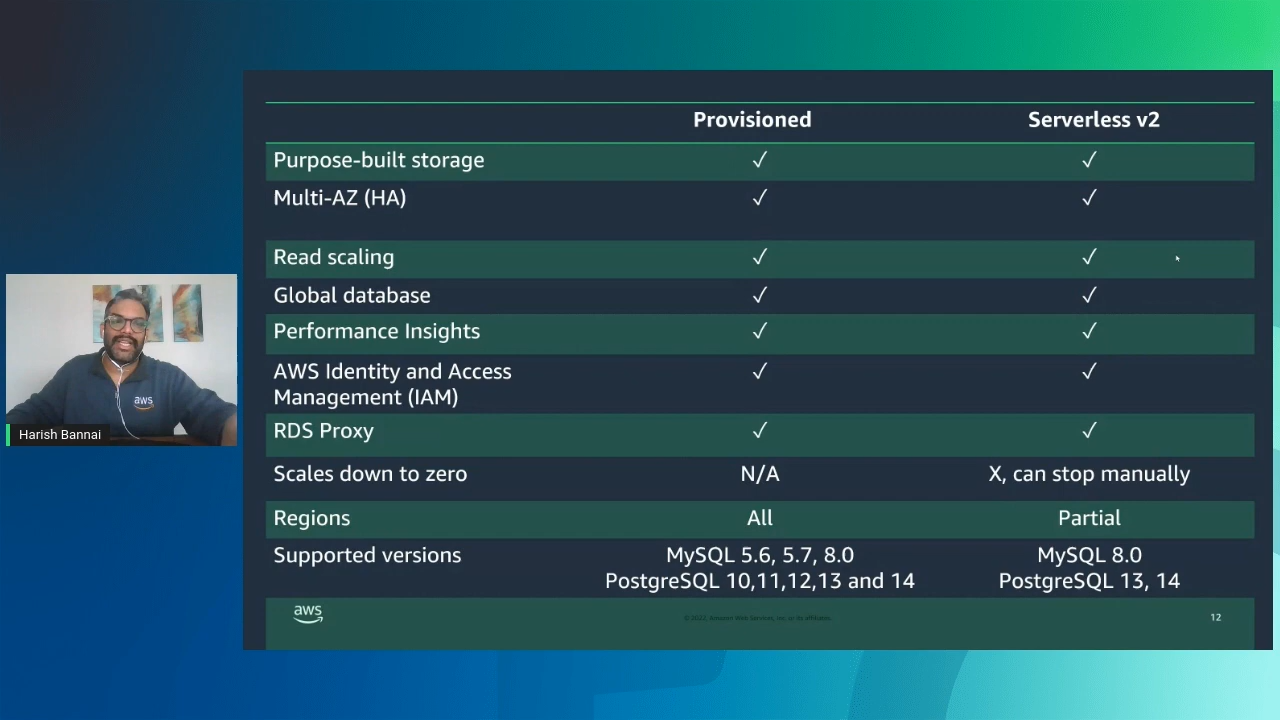 Provisioned Serverless v2
Purpose-built storage ✓ ✓
Multi-AZ (HA) ✓ ✓
Read scaling ✓ ✓
Global database ✓ ✓
Performance Insights ✓ ✓
AWS Identity and Access ✓ ✓
Management (IAM)
RDS Proxy ✓ ✓
Scales down to zero N/A X, can stop manually
Regions All Partial
Supported versions MySQL 5.6, 5.7, 8.0 MySQL 8.0
PostgreSQL 10,11,12,13 and 14 PostgreSQL 13, 14
aws 12
aws
Harish Bannai